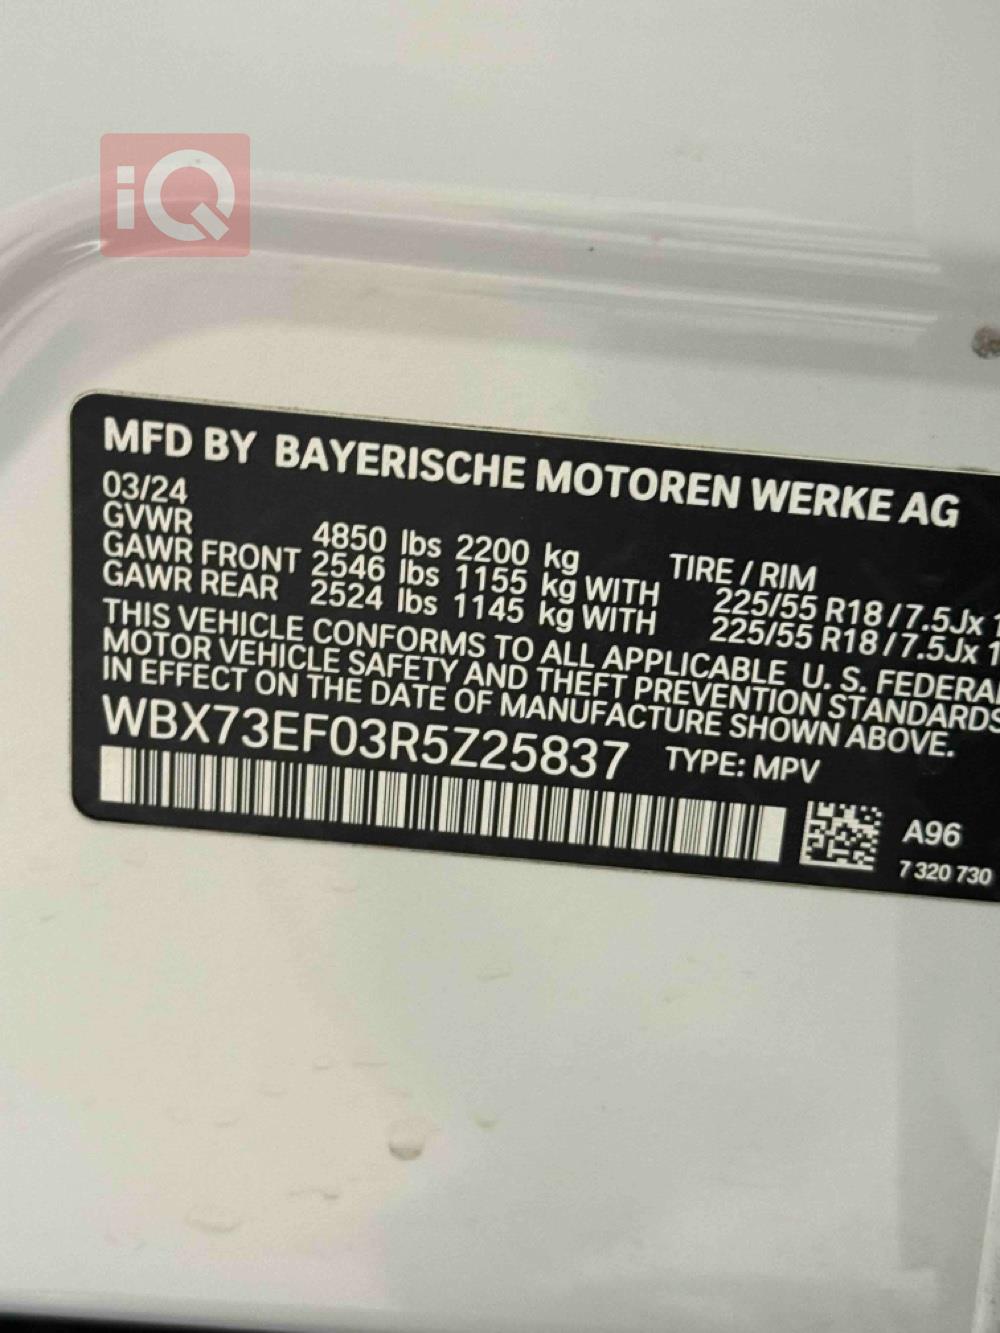 iQ
MFD BY BAYERISCHE MOTOREN WERKE AG
03/24
GVWR 4850 lbs 2200 kg TIRE / RIM
GAWR FRONT 2546 lbs 1155 kg WITH 225/55 R18 / 7.5Jx 1
GAWR REAR 2524 lbs 1145 kg WITH 225/55 R18 / 7.5Jx 1
THIS VEHICLE CONFORMS TO ALL APPLICABLE U. S. FEDERA
MOTOR VEHICLE SAFETY AND THEFT PREVENTION STANDARDS
IN EFFECT ON THE DATE OF MANUFACTURE SHOWN ABOVE.
WBX73EF03R5Z25837 TYPE: MPV
A96
7 320 730